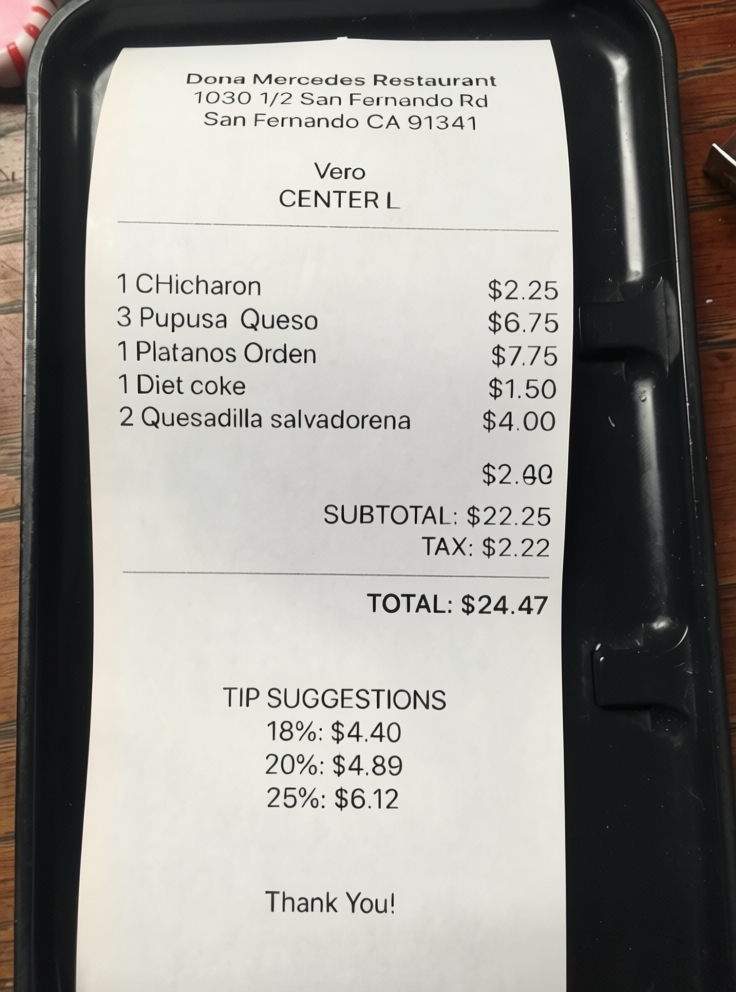 Dona Mercedes Restaurant
1030 1/2 San Fernando Rd
San Fernando CA 91341
Vero
CENTER L
1 CHicharon $2.25
3 Pupusa Queso $6.75
1 Platanos Orden $7.75
1 Diet coke $1.50
2 Quesadilla salvadorena $4.00
SUBTOTAL: $22.25
TAX: $2.22
TOTAL: $24.47
TIP SUGGESTIONS
18%: $4.40
20%: $4.89
25%: $6.12
Thank You!